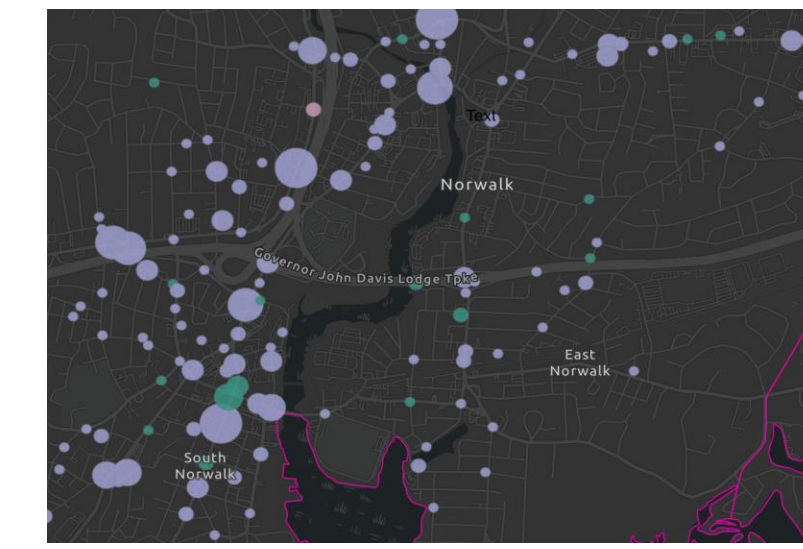 Text
Norwalk
Governor John Davis Lodge Tpke
East
Norwalk
South
Norwalk